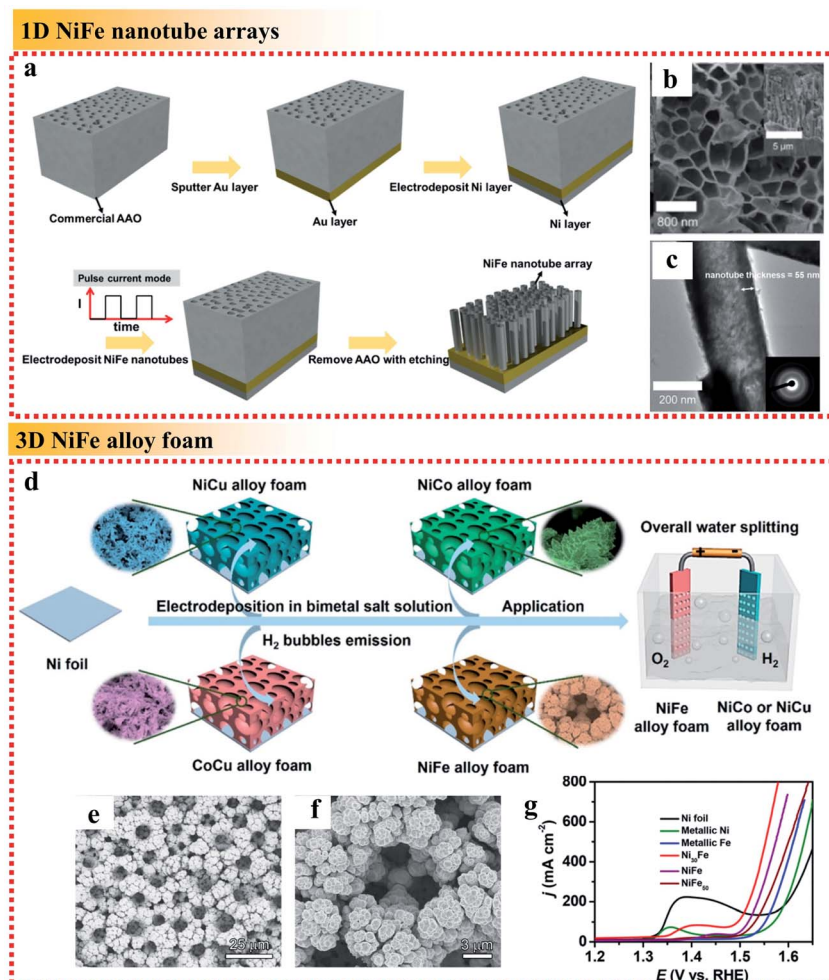 1D NiFe nanotube arrays
a
Commercial AAO
Sputter Au layer
Au layer
Electrodeposit Ni layer
Ni layer
Pulse current mode
I
time
Electrodeposit NiFe nanotubes
Remove AAO with etching
NiFe nanotube array
b
5 μm
800 nm
c
nanotube thickness = 55 nm
200 nm
3D NiFe alloy foam
d
NiCu alloy foam
NiCo alloy foam
Overall water splitting
+ -
Electrodeposition in bimetal salt solution
Application
H2 bubbles emission
Ni foil
O2
H2
CoCu alloy foam
NiFe alloy foam
NiFe
alloy foam
NiCo or NiCu
alloy foam
e
25 μm
f
3 μm
g
800
600
400
200
0
j (mA cm-2)
Ni foil
Metallic Ni
Metallic Fe
Ni30Fe
NiFe
NiFe50
1.2 1.3 1.4 1.5 1.6
E (V vs. RHE)